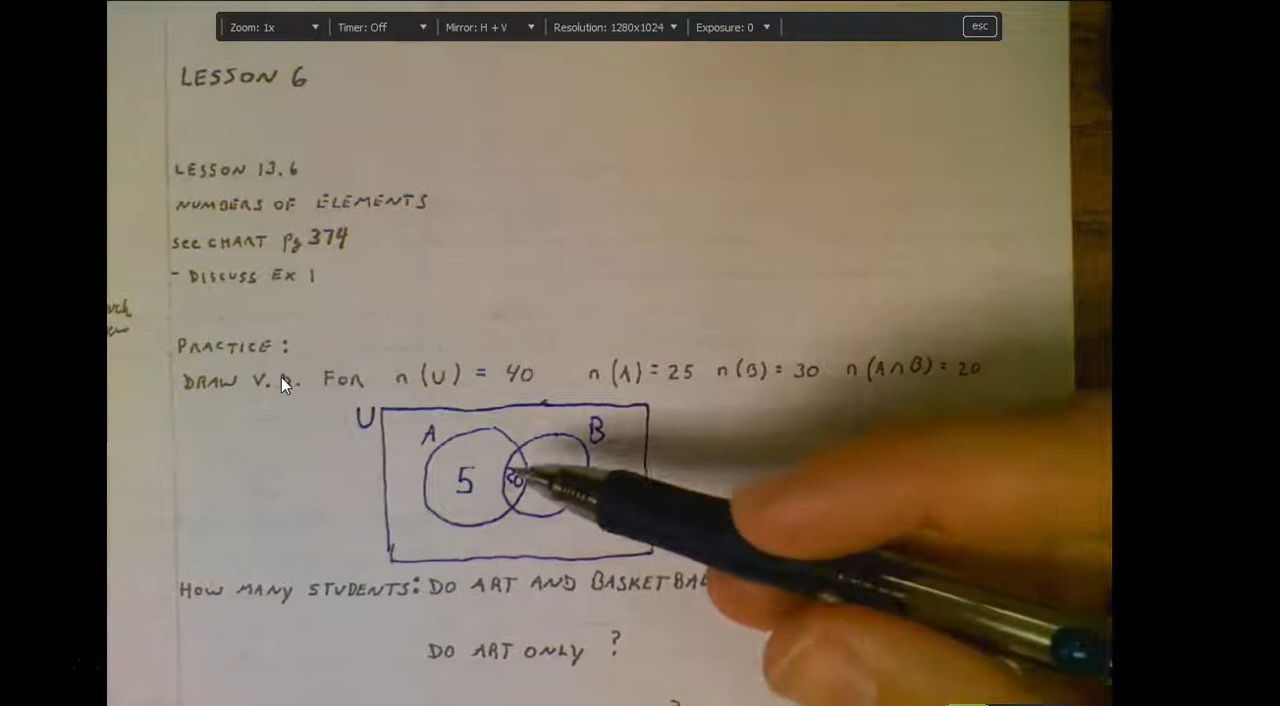 Zoom: 1x Timer: Off Mirror: H + V Resolution: 1280x1024 Exposure: 0 esc
LESSON 6
LESSON 13.6
NUMBERS OF ELEMENTS
See CHART Pg 374
- DISCUSS EX 1
PRACTICE:
DRAW V. FOR n(U) = 40 n(A) = 25 n(B) = 30 n(A∩B) = 20
U
A B
5 20
HOW MANY STUDENTS: DO ART AND
DO ART ONLY ?